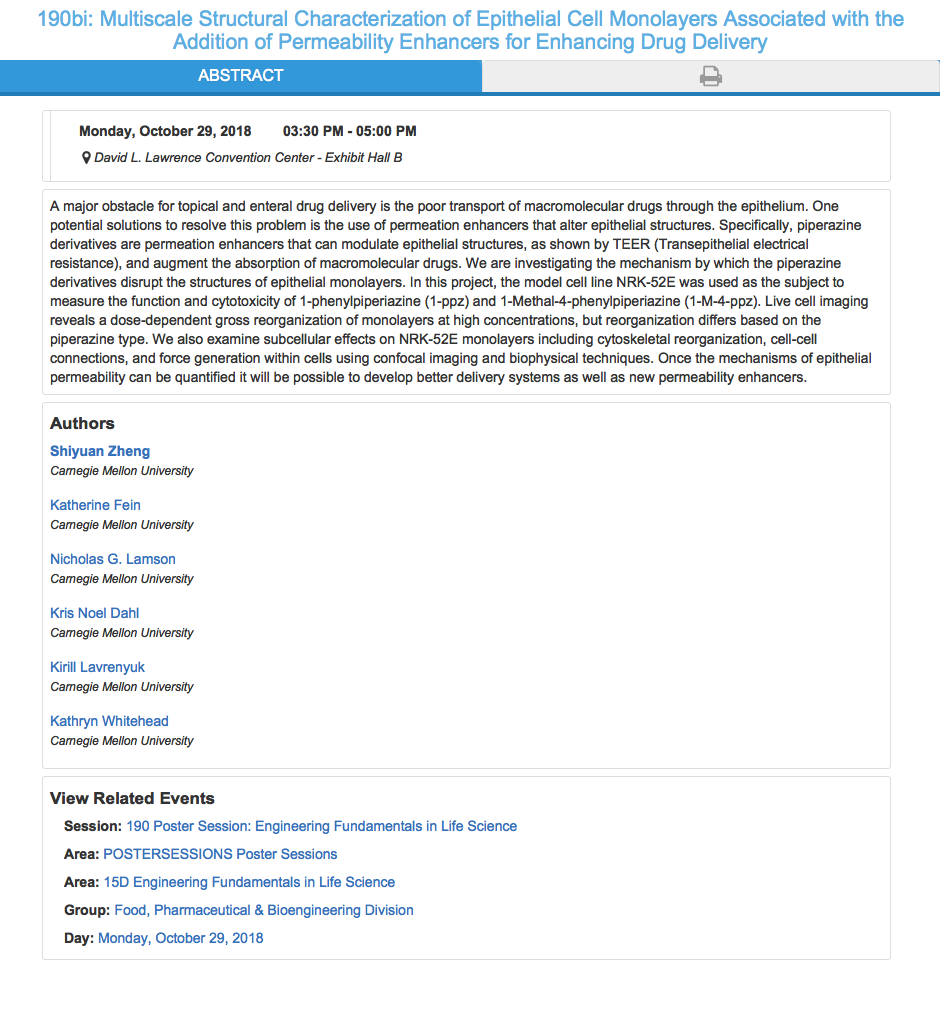 190bi: Multiscale Structural Characterization of Epithelial Cell Monolayers Associated with the
Addition of Permeability Enhancers for Enhancing Drug Delivery
ABSTRACT
Monday, October 29, 2018 03:30 PM - 05:00 PM
David L. Lawrence Convention Center - Exhibit Hall B
A major obstacle for topical and enteral drug delivery is the poor transport of macromolecular drugs through the epithelium. One
potential solutions to resolve this problem is the use of permeation enhancers that alter epithelial structures. Specifically, piperazine
derivatives are permeation enhancers that can modulate epithelial structures, as shown by TEER (Transepithelial electrical
resistance), and augment the absorption of macromolecular drugs. We are investigating the mechanism by which the piperazine
derivatives disrupt the structures of epithelial monolayers. In this project, the model cell line NRK-52E was used as the subject to
measure the function and cytotoxicity of 1-phenylpiperiazine (1-ppz) and 1-Methal-4-phenylpiperiazine (1-M-4-ppz). Live cell imaging
reveals a dose-dependent gross reorganization of monolayers at high concentrations, but reorganization differs based on the
piperazine type. We also examine subcellular effects on NRK-52E monolayers including cytoskeletal reorganization, cell-cell
connections, and force generation within cells using confocal imaging and biophysical techniques. Once the mechanisms of epithelial
permeability can be quantified it will be possible to develop better delivery systems as well as new permeability enhancers.
Authors
Shiyuan Zheng
Carnegie Mellon University
Katherine Fein
Carnegie Mellon University
Nicholas G. Lamson
Carnegie Mellon University
Kris Noel Dahl
Carnegie Mellon University
Kirill Lavrenyuk
Carnegie Mellon University
Kathryn Whitehead
Carnegie Mellon University
View Related Events
Session: 190 Poster Session: Engineering Fundamentals in Life Science
Area: POSTERSESSIONS Poster Sessions
Area: 15D Engineering Fundamentals in Life Science
Group: Food, Pharmaceutical & Bioengineering Division
Day: Monday, October 29, 2018